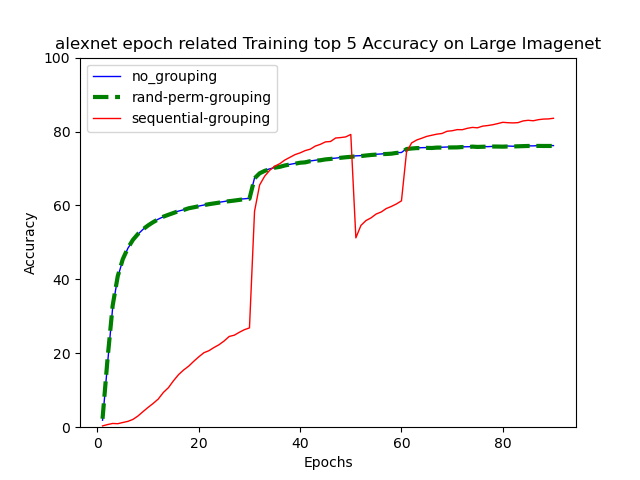 alexnet epoch related Training top 5 Accuracy on Large Imagenet
100
80
60
40
20
0
Accuracy
no_grouping
rand-perm-grouping
sequential-grouping
0
20
40
60
80
Epochs